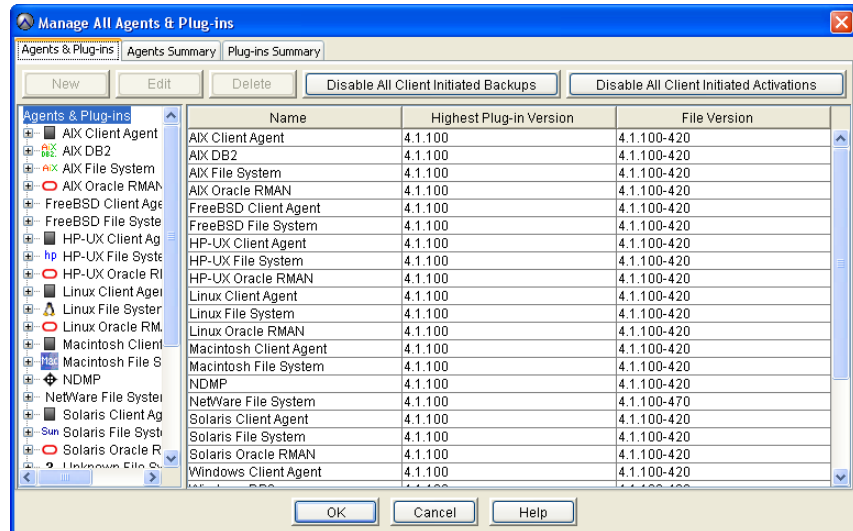 Manage All Agents & Plug-ins
Agents & Plug-ins Agents Summary Plug-ins Summary
New Edit Delete Disable All Client Initiated Backups Disable All Client Initiated Activations
Agents & Plug-ins
AIX Client Agent
AIX DB2
AIX File System
AIX Oracle RMAN
FreeBSD Client Age
FreeBSD File Syste
HP-UX Client Ag
hp HP-UX File Syste
HP-UX Oracle RI
Linux Client Agei
Linux File System
Linux Oracle RM.
Macintosh Client
Mac Macintosh File S
NDMP
NetWare File System
Solaris Client Ag
Sun Solaris File Syst
Solaris Oracle R
? Unknown File Sy
Name Highest Plug-in Version File Version
AIX Client Agent 4.1.100 4.1.100-420
AIX DB2 4.1.100 4.1.100-420
AIX File System 4.1.100 4.1.100-420
AIX Oracle RMAN 4.1.100 4.1.100-420
FreeBSD Client Agent 4.1.100 4.1.100-420
FreeBSD File System 4.1.100 4.1.100-420
HP-UX Client Agent 4.1.100 4.1.100-420
HP-UX File System 4.1.100 4.1.100-420
HP-UX Oracle RMAN 4.1.100 4.1.100-420
Linux Client Agent 4.1.100 4.1.100-420
Linux File System 4.1.100 4.1.100-420
Linux Oracle RMAN 4.1.100 4.1.100-420
Macintosh Client Agent 4.1.100 4.1.100-420
Macintosh File System 4.1.100 4.1.100-420
NDMP 4.1.100 4.1.100-420
NetWare File System 4.1.100 4.1.100-470
Solaris Client Agent 4.1.100 4.1.100-420
Solaris File System 4.1.100 4.1.100-420
Solaris Oracle RMAN 4.1.100 4.1.100-420
Windows Client Agent 4.1.100 4.1.100-420
OK Cancel Help